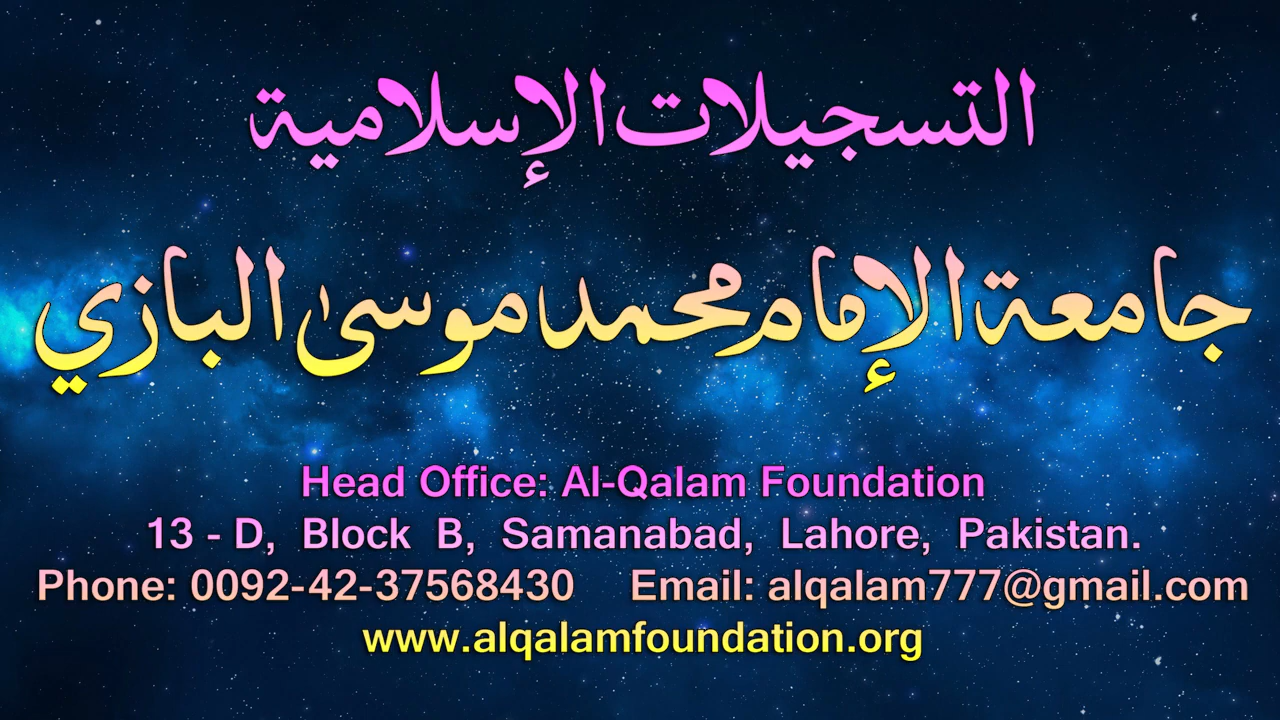 التسجيلات الإسلامية
جامعة الإمام محمد موسىٰ البازي
Head Office: Al-Qalam Foundation
13 - D, Block B, Samanabad, Lahore, Pakistan.
Phone: 0092-42-37568430 Email: alqalam777@gmail.com
www.alqalamfoundation.org